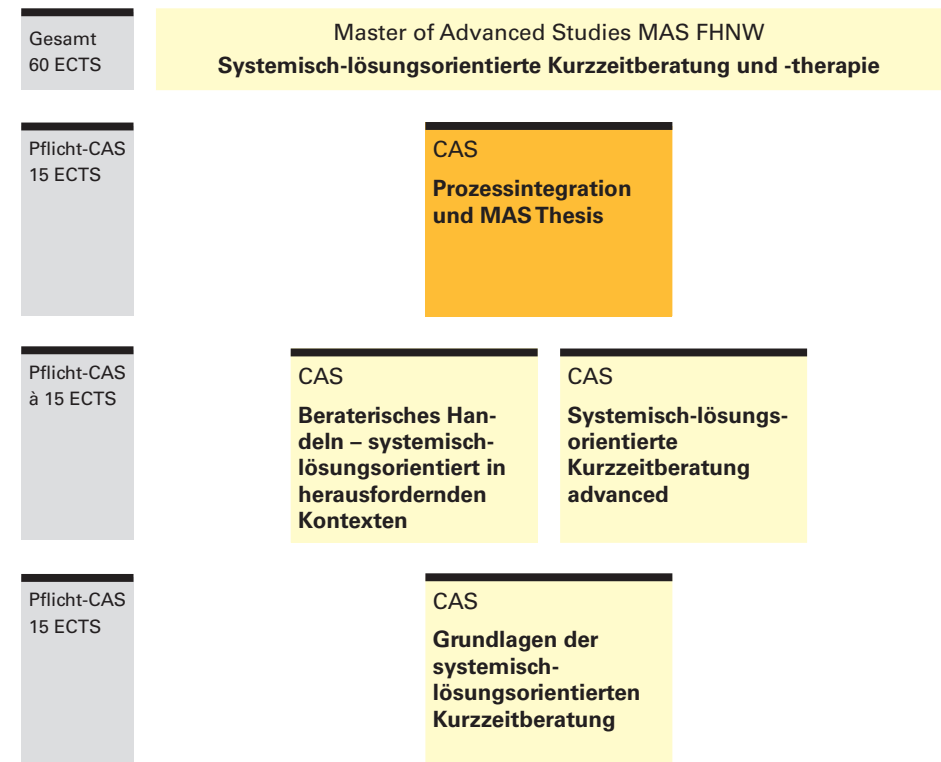 Gesamt
60 ECTS
Master of Advanced Studies MAS FHNW
Systemisch-lösungsorientierte Kurzzeitberatung und -therapie
Pflicht-CAS
15 ECTS
CAS
Prozessintegration
und MAS Thesis
Pflicht-CAS
à 15 ECTS
CAS
Beraterisches Han-
deln – systemisch-
lösungsorientiert in
herausfordernden
Kontexten
CAS
Systemisch-lösungs-
orientierte
Kurzzeitberatung
advanced
Pflicht-CAS
15 ECTS
CAS
Grundlagen der
systemisch-
lösungsorientierten
Kurzzeitberatung